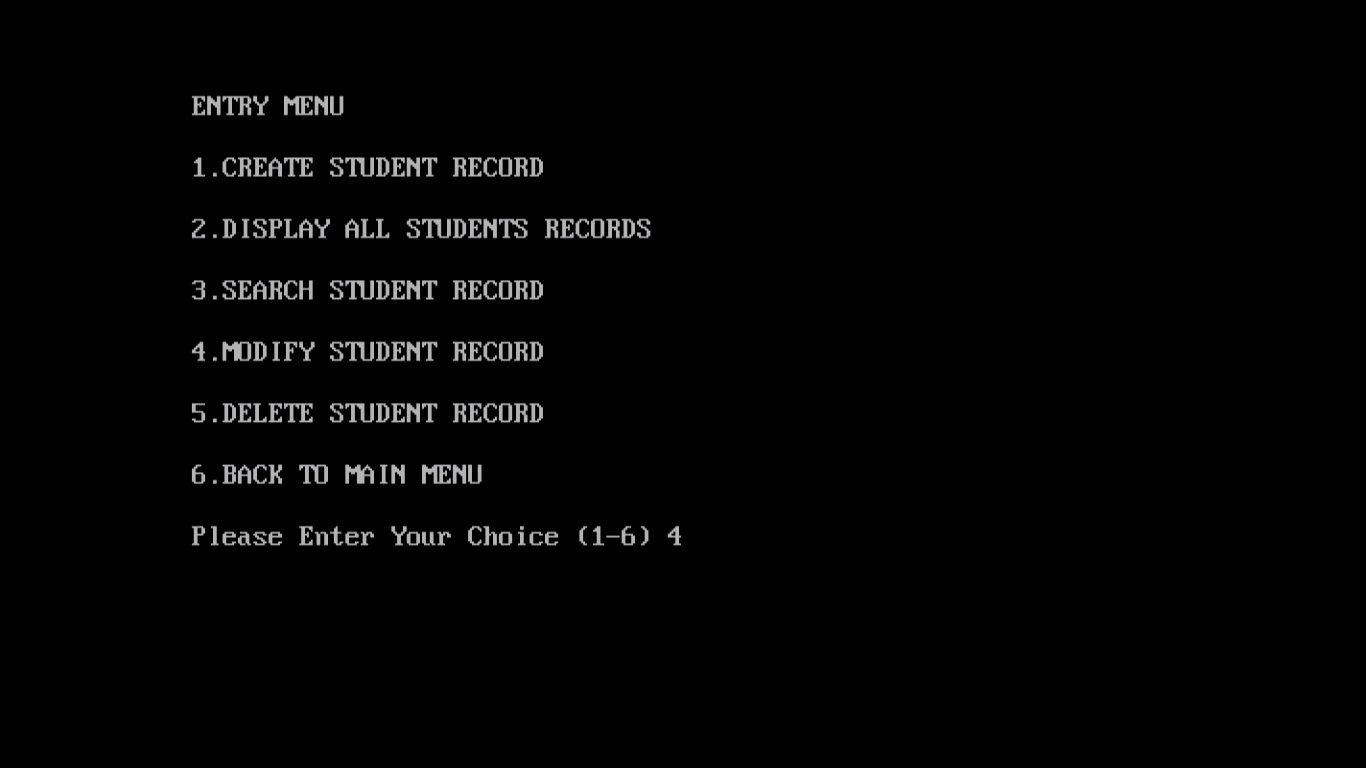 ENTRY MENU
1.CREATE STUDENT RECORD
2.DISPLAY ALL STUDENTS RECORDS
3.SEARCH STUDENT RECORD
4.MODIFY STUDENT RECORD
5.DELETE STUDENT RECORD
6.BACK TO MAIN MENU
Please Enter Your Choice (1-6) 4